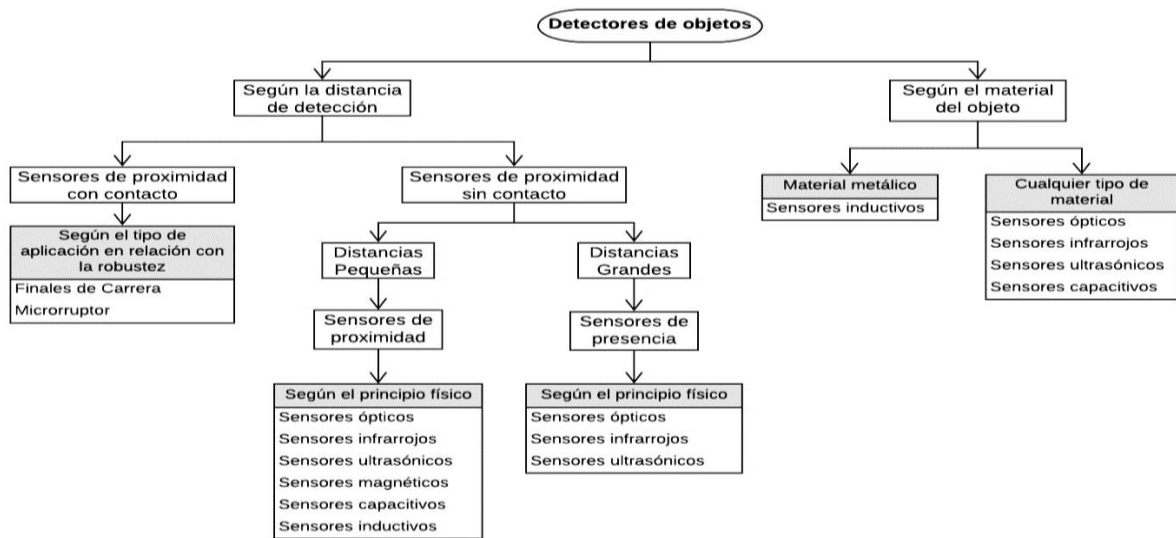 Detectores de objetos
Según la distancia
de detección
Según el material
del objeto
Sensores de proximidad
con contacto
Sensores de proximidad
sin contacto
Material metálico
Sensores inductivos
Cualquier tipo de
material
Sensores ópticos
Sensores infrarrojos
Sensores ultrasónicos
Sensores capacitivos
Según el tipo de
aplicación en relación con
la robustez
Finales de Carrera
Microrruptor
Distancias
Pequeñas
Distancias
Grandes
Sensores de
proximidad
Sensores de
presencia
Según el principio físico
Sensores ópticos
Sensores infrarrojos
Sensores ultrasónicos
Sensores magnéticos
Sensores capacitivos
Sensores inductivos
Según el principio físico
Sensores ópticos
Sensores infrarrojos
Sensores ultrasónicos